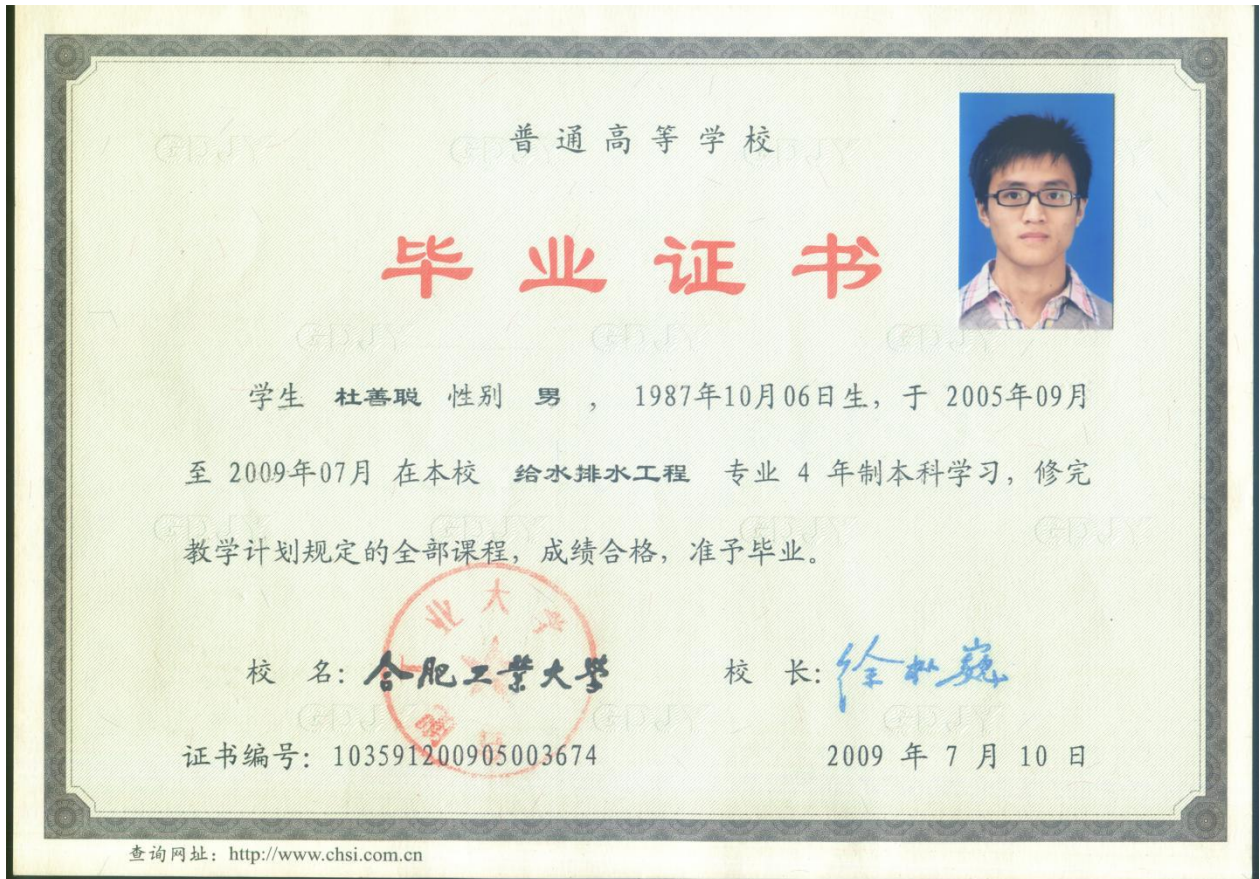 普通高等学校
毕业证书
学生 杜善聪 性别 男 ， 1987年10月06日生，于 2005年09月
至 2009年07月 在本校 给水排水工程 专业 4 年制本科学习，修完
教学计划规定的全部课程，成绩合格，准予毕业。
校 名：合肥工業大學 校 长：
证书编号：103591200905003674 2009 年 7 月 10 日
查询网址：http://www.chsi.com.cn